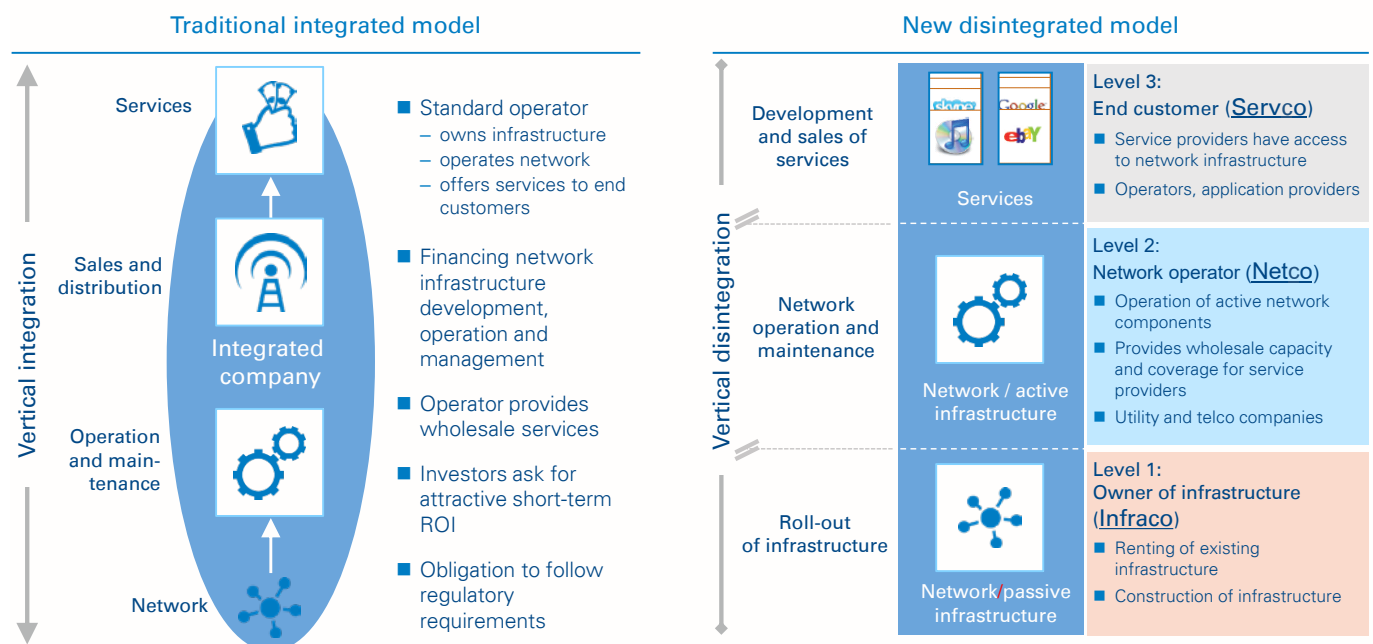 Traditional integrated model
Vertical integration
Services
Sales and
distribution
Integrated
company
Operation
and main-
tenance
Network
■ Standard operator
– owns infrastructure
– operates network
– offers services to end
customers
■ Financing network
infrastructure
development,
operation and
management
■ Operator provides
wholesale services
■ Investors ask for
attractive short-term
ROI
■ Obligation to follow
regulatory
requirements
New disintegrated model
Vertical disintegration
Development
and sales of
services
skype
Google
ebay
Services
Level 3:
End customer (Servco)
■ Service providers have access
to network infrastructure
■ Operators, application providers
Network
operation and
maintenance
Network / active
infrastructure
Level 2:
Network operator (Netco)
■ Operation of active network
components
■ Provides wholesale capacity
and coverage for service
providers
■ Utility and telco companies
Roll-out
of infrastructure
Network/passive
infrastructure
Level 1:
Owner of infrastructure
(Infraco)
■ Renting of existing
infrastructure
■ Construction of infrastructure